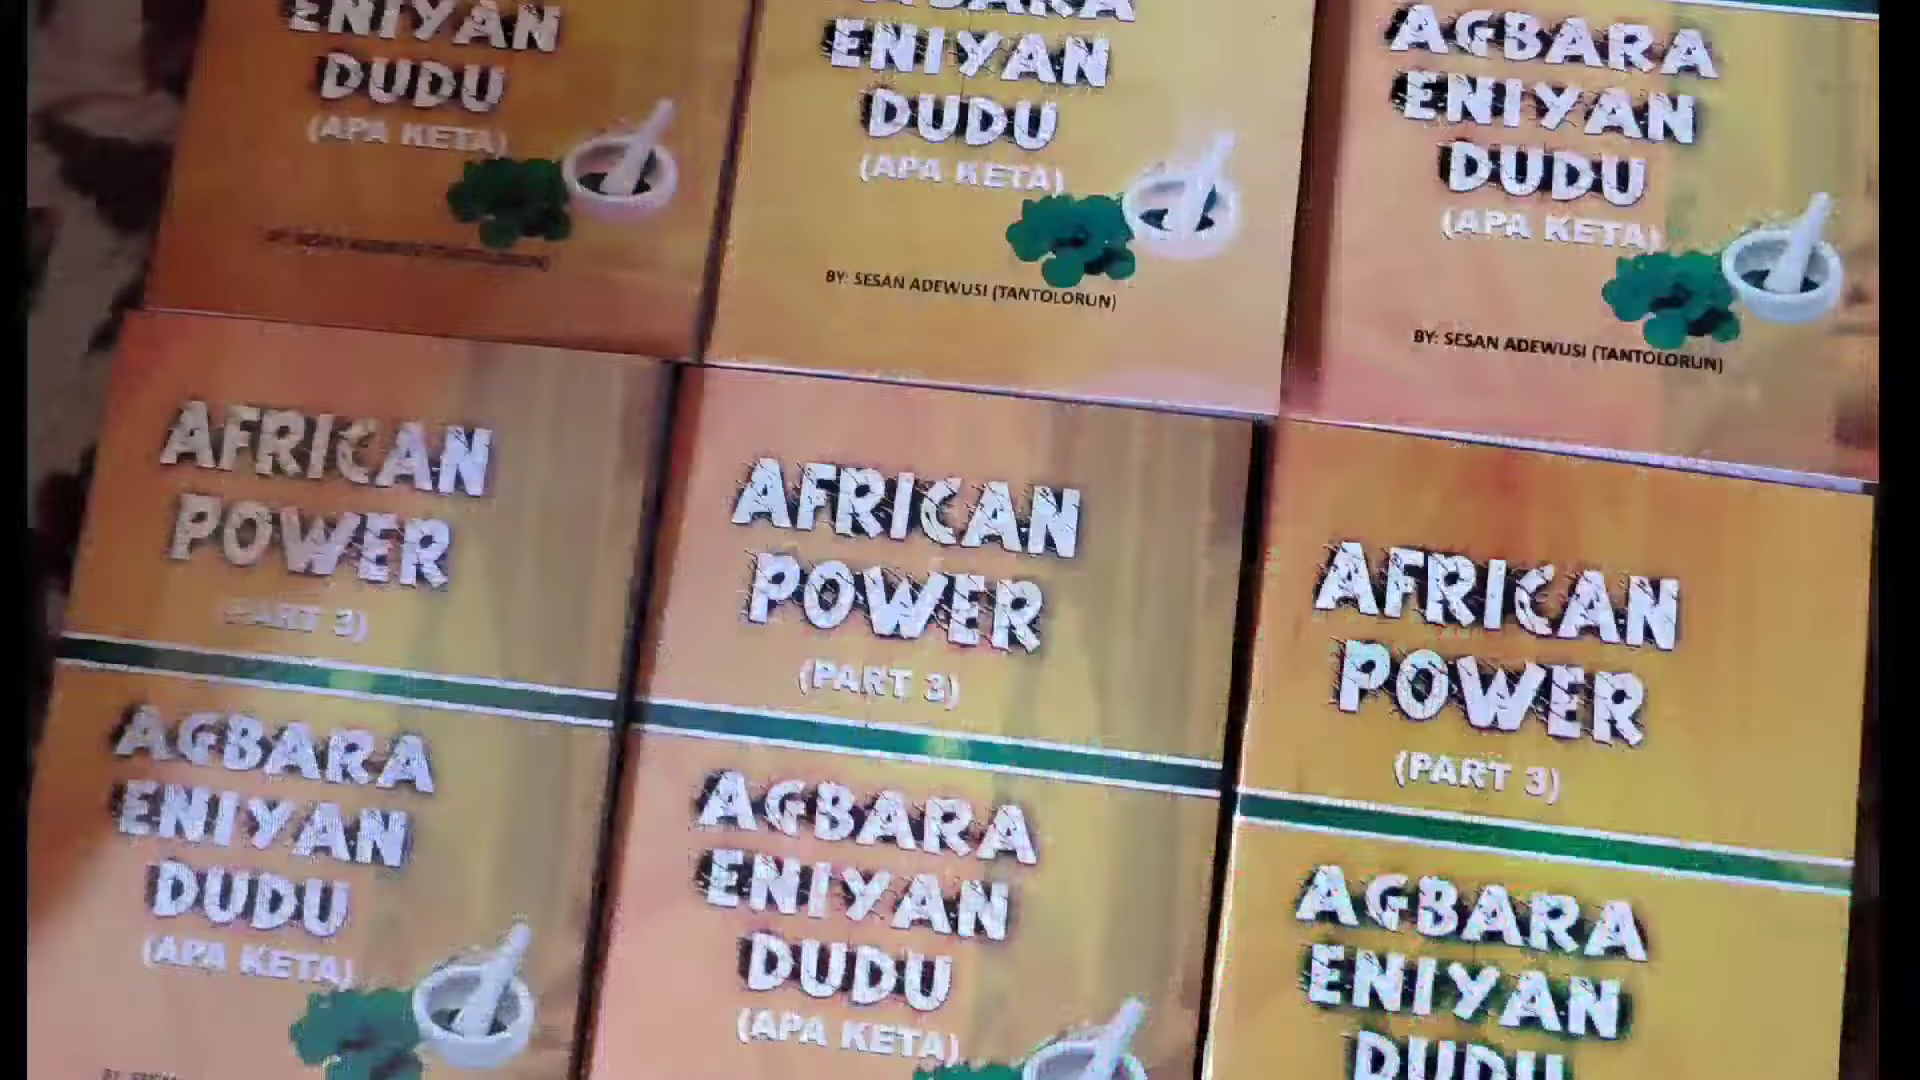 ENIYAN
DUDU
(APA KETA)
ENIYAN
DUDU
(APA KETA)
BY: SESAN ADEWUSI (TANTOLORUN)
AGBARA
ENIYAN
DUDU
(APA KETA)
BY: SESAN ADEWUSI (TANTOLORUN)
AFRICAN
POWER
(PART 3)
AGBARA
ENIYAN
DUDU
(APA KETA)
AFRICAN
POWER
(PART 3)
AGBARA
ENIYAN
DUDU
(APA KETA)
AFRICAN
POWER
(PART 3)
AGBARA
ENIYAN
DUDU